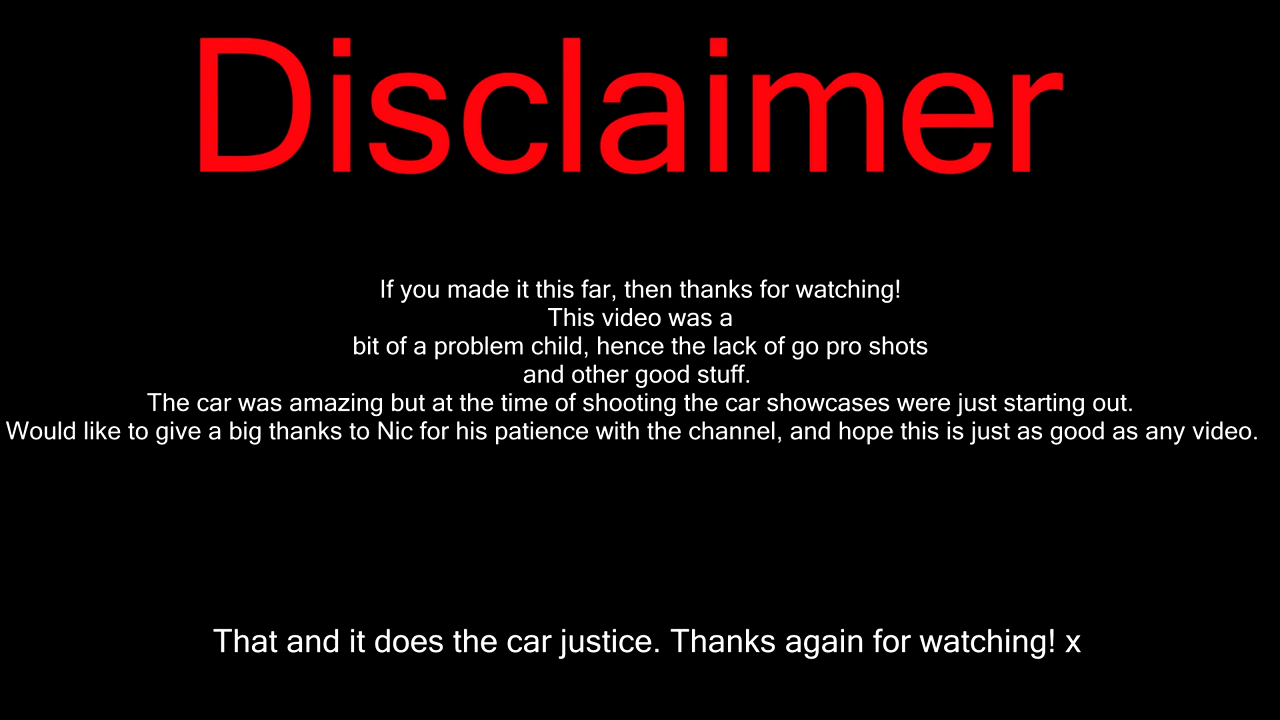 Disclaimer
If you made it this far, then thanks for watching!
This video was a
bit of a problem child, hence the lack of go pro shots
and other good stuff.
The car was amazing but at the time of shooting the car showcases were just starting out.
Would like to give a big thanks to Nic for his patience with the channel, and hope this is just as good as any video.
That and it does the car justice. Thanks again for watching! x